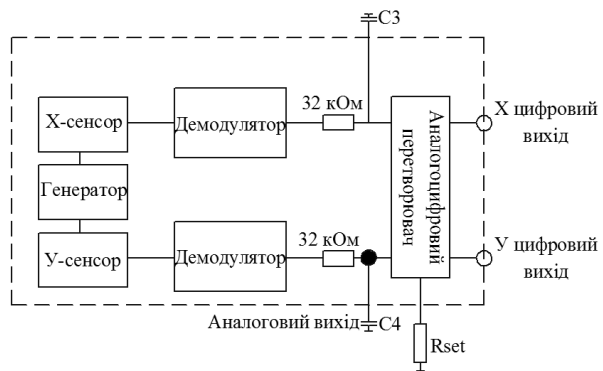 C3
32 кОм
Х-сенсор
Демодулятор
Аналогоцифровий
перетворювач
Х цифровий
вихід
Генератор
32 кОм
У-сенсор
Демодулятор
У цифровий
вихід
Аналоговий вихід
C4
Rset